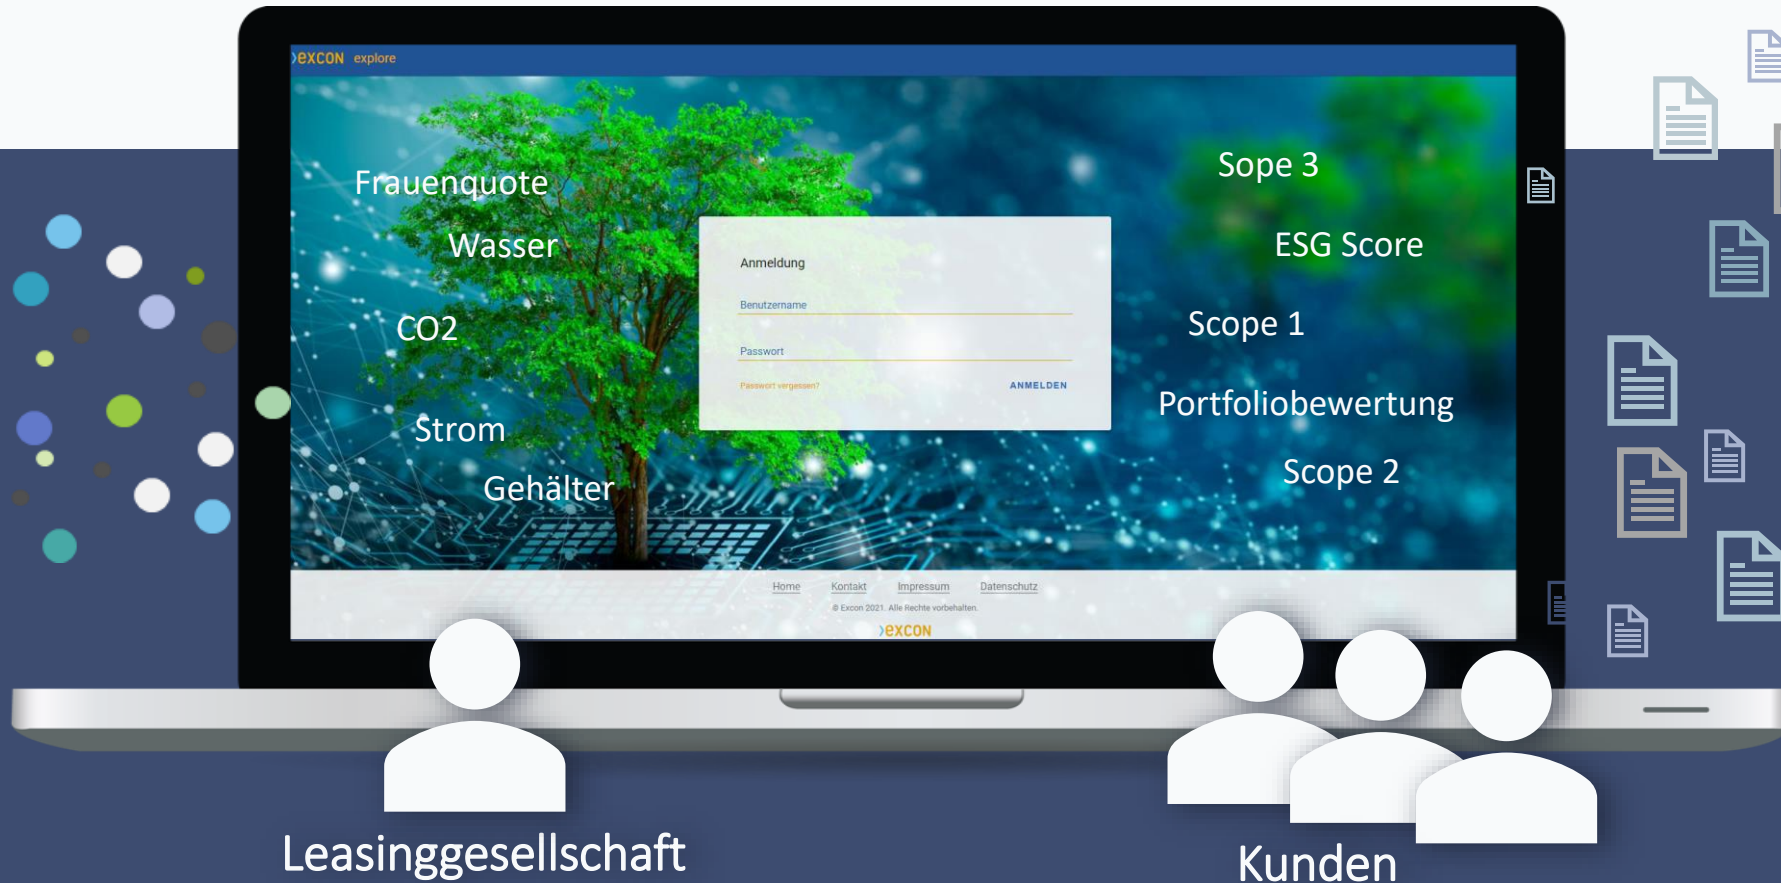 excon explore
Frauenquote
Wasser
CO2
Strom
Gehälter
Anmeldung
Benutzername
Passwort
Passwort vergessen?
ANMELDEN
Sope 3
ESG Score
Scope 1
Portfoliobewertung
Scope 2
Home Kontakt Impressum Datenschutz
© Excon 2021. Alle Rechte vorbehalten.
excon
Leasinggesellschaft
Kunden